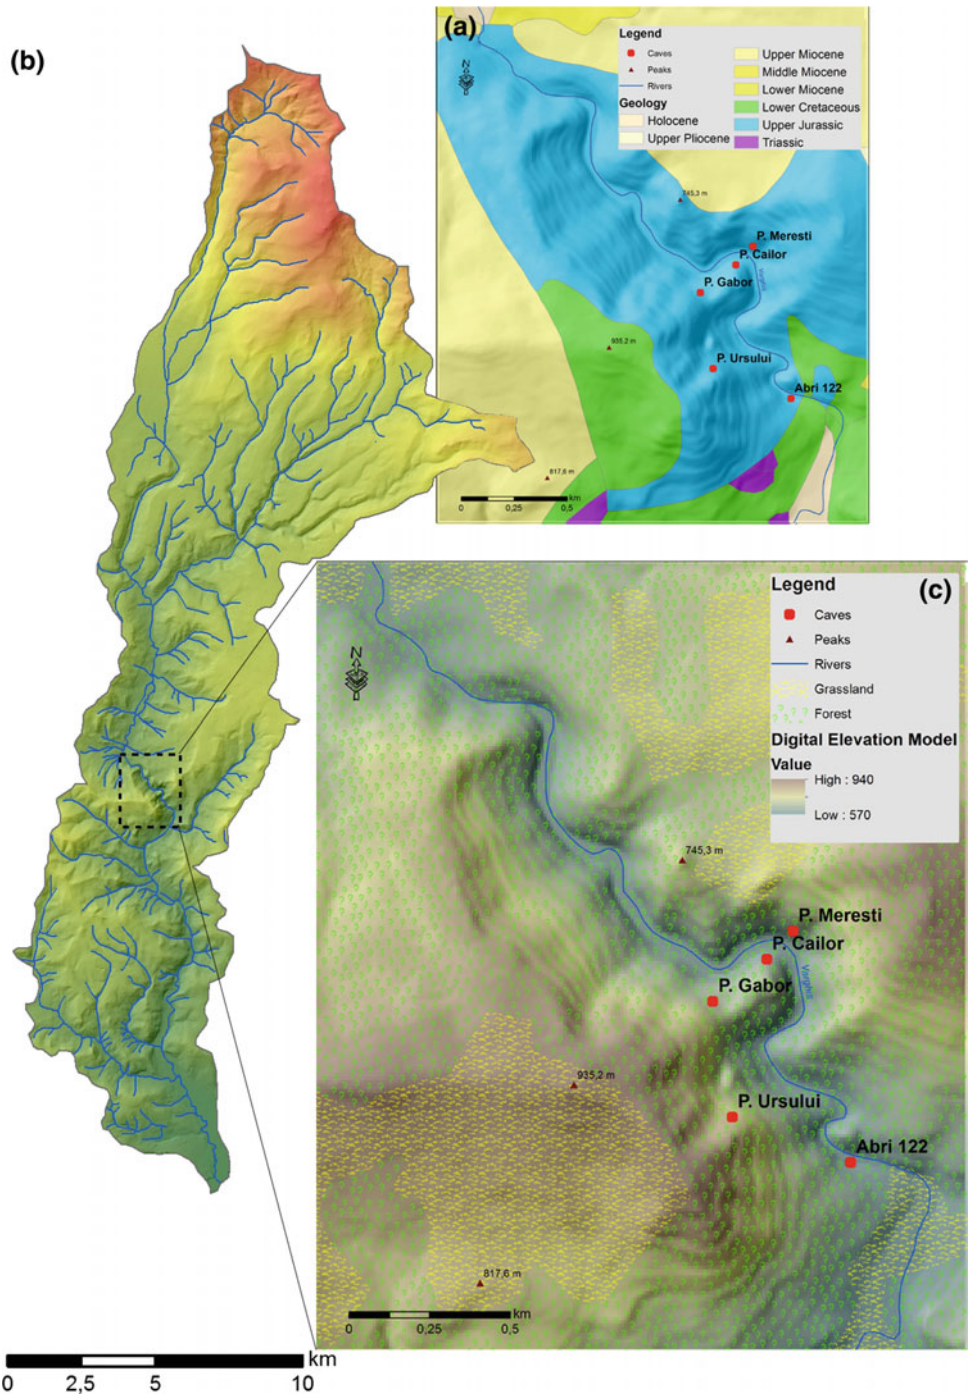 (b)
(a)
Legend
Caves
Peaks
Rivers
Geology
Holocene
Upper Pliocene
Upper Miocene
Middle Miocene
Lower Miocene
Lower Cretaceous
Upper Jurassic
Triassic
N
745,3 m
P. Meresti
P. Cailor
P. Gabor
Varghis
935,2 m
P. Ursului
Abri 122
817,6 m
km
0 0,25 0,5
(c)
Legend
Caves
Peaks
Rivers
Grassland
Forest
Digital Elevation Model
Value
High : 940
Low : 570
N
745,3 m
P. Meresti
P. Cailor
P. Gabor
Varghis
935,2 m
P. Ursului
Abri 122
817,6 m
km
0 0,25 0,5
km
0 2,5 5 10